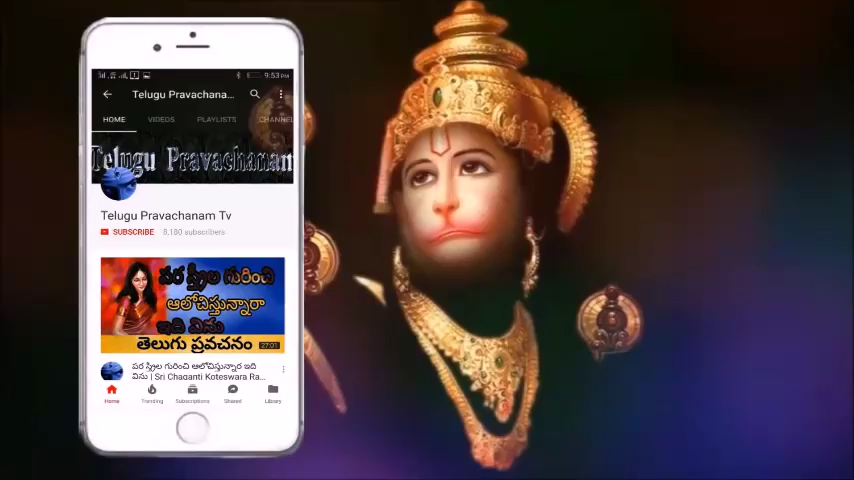 9:53 PM
Telugu Pravachana...
HOME VIDEOS PLAYLISTS CHANNEL
Telugu Pravachanam
Telugu Pravachanam Tv
SUBSCRIBE 8,180 subscribers
పర స్త్రీల గురించి
ఆలోచిస్తున్నారా
ఇది విను
తెలుగు ప్రవచనం 27:01
పర స్త్రీల గురించి ఆలోచిస్తున్నార ఇది
విను | Sri Chaganti Koteswara Ra...
Home Trending Subscriptions Shared Library